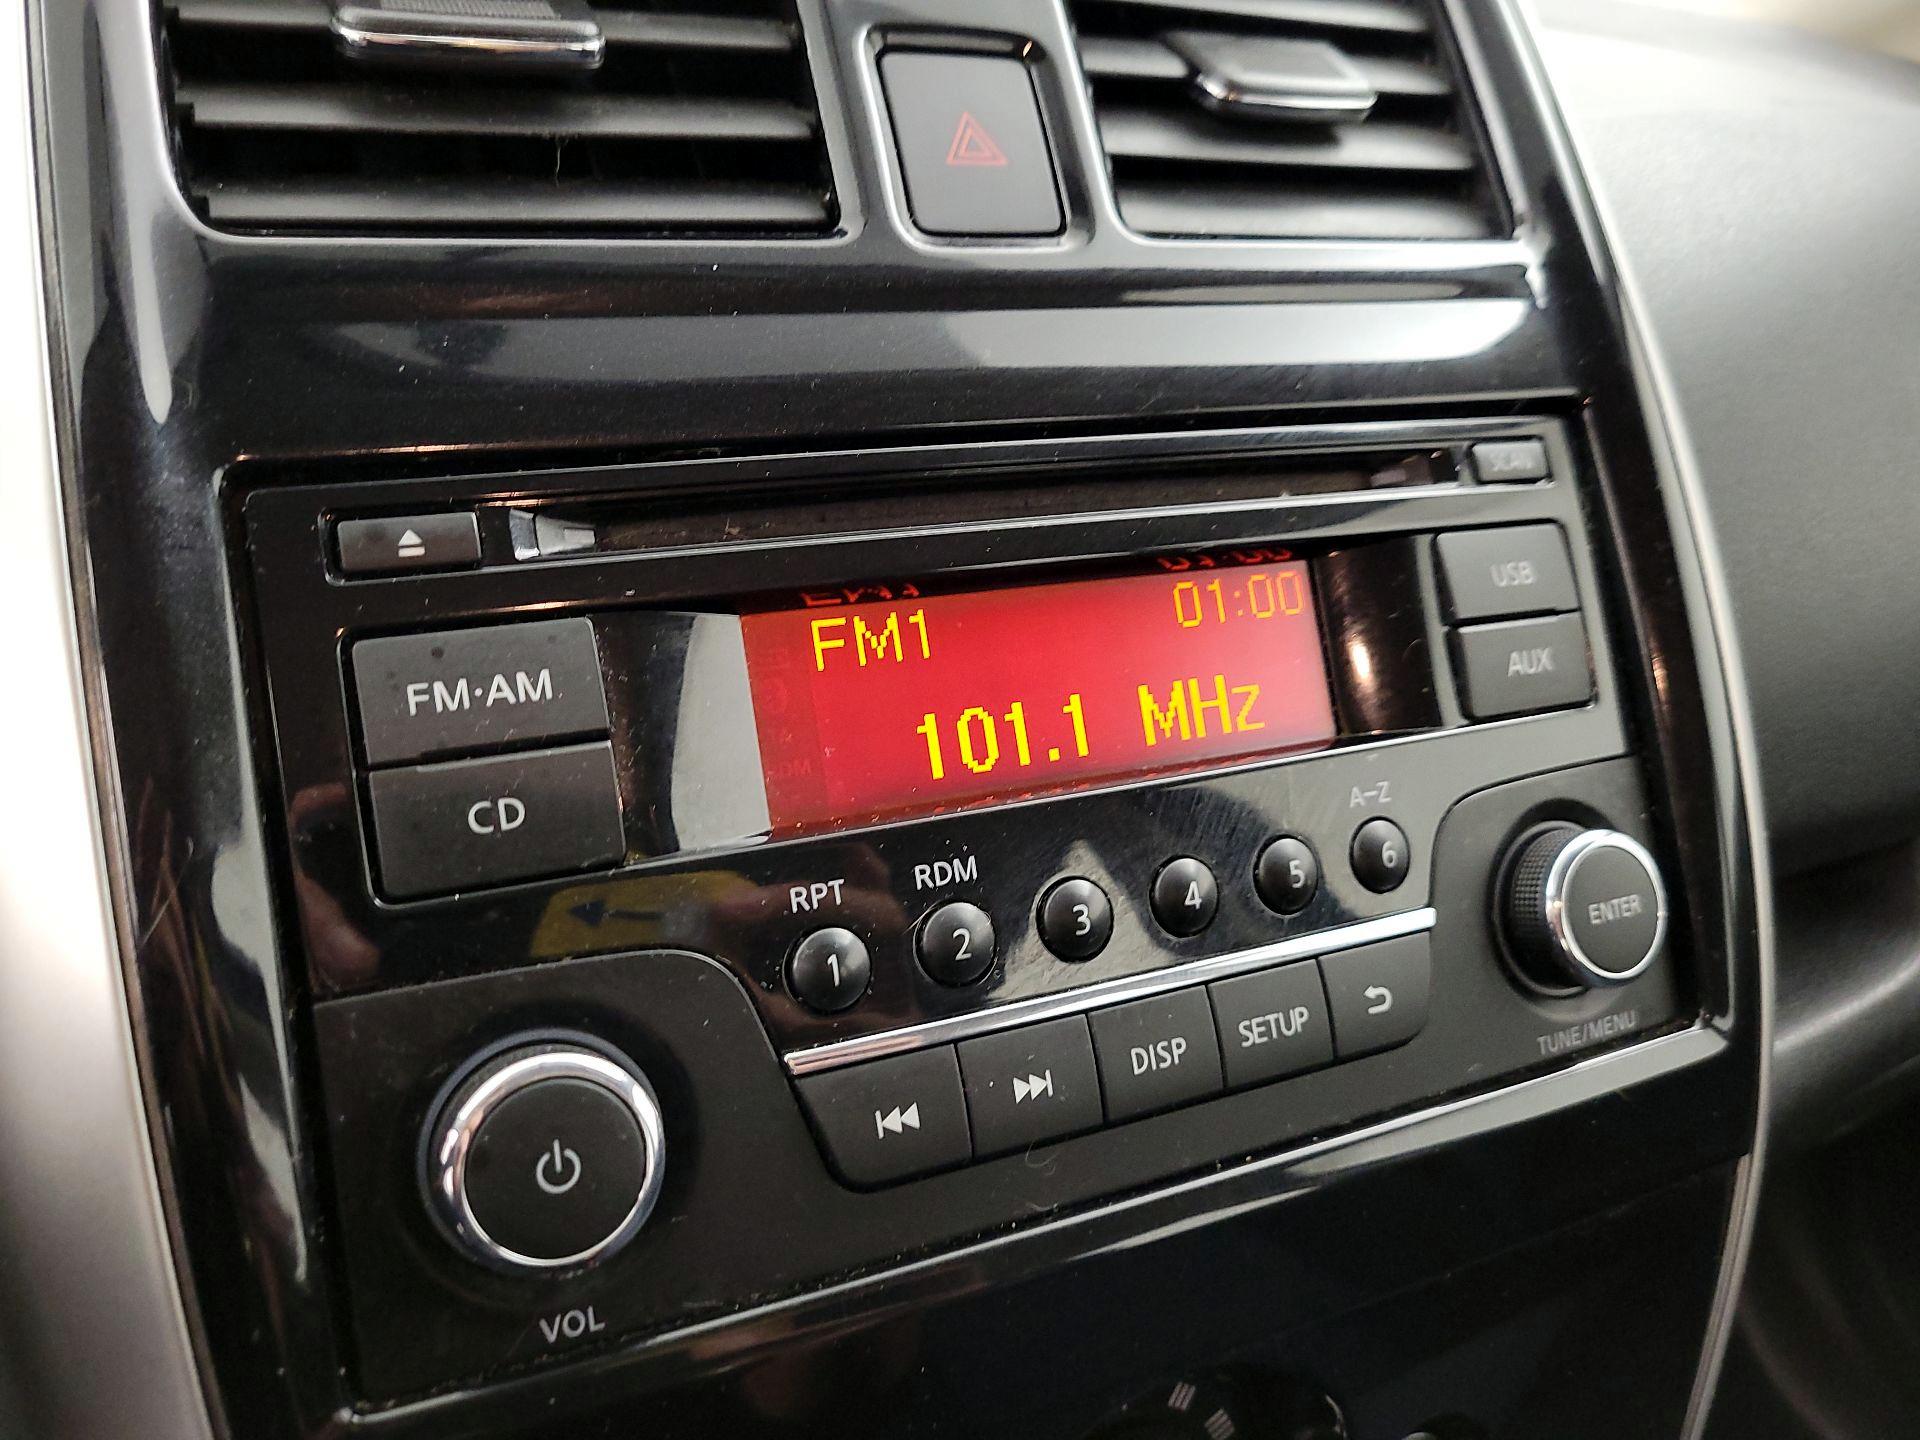 SCAN
FM1 01:00
101.1 MHz
USB
AUX
FM·AM
CD
A-Z
RPT RDM
1 2 3 4 5 6
ENTER
DISP SETUP
TUNE/MENU
VOL